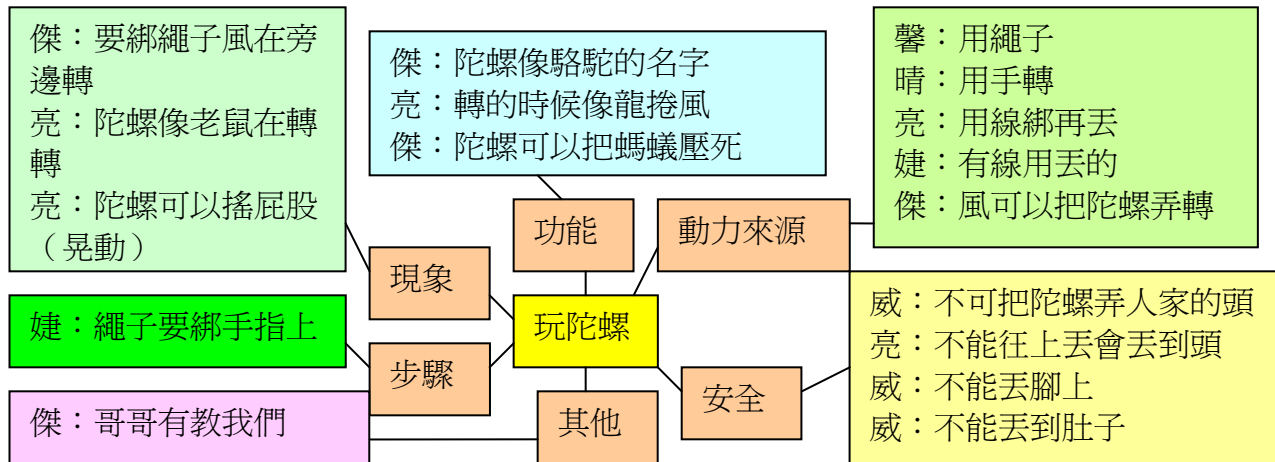 傑：要綁繩子風在旁
邊轉
亮：陀螺像老鼠在轉
轉
亮：陀螺可以搖屁股
（晃動）
傑：陀螺像駱駝的名字
亮：轉的時候像龍捲風
傑：陀螺可以把螞蟻壓死
馨：用繩子
晴：用手轉
亮：用線綁再丟
婕：有線用丟的
傑：風可以把陀螺弄轉
功能
動力來源
現象
玩陀螺
婕：繩子要綁手指上
步驟
其他
安全
傑：哥哥有教我們
威：不可把陀螺弄人家的頭
亮：不能往上丟會丟到頭
威：不能丟腳上
威：不能丟到肚子